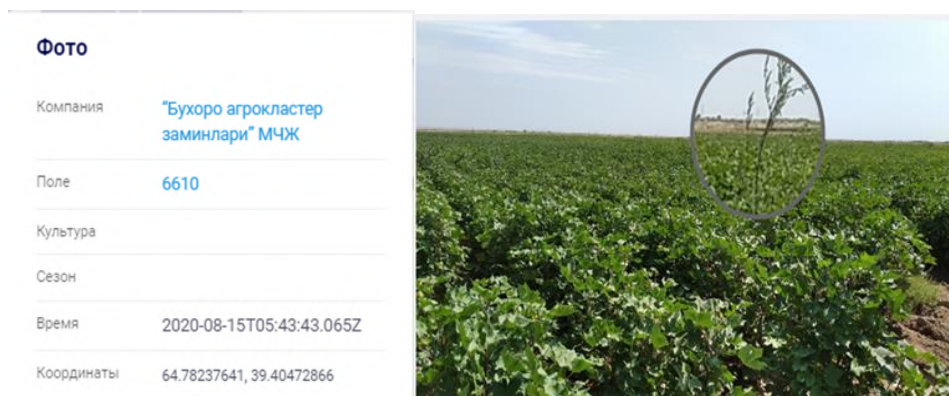 Фото
Компания
“Бухоро агрокластер
заминлари” МЧЖ
Поле
6610
Культура
Сезон
Время
2020-08-15T05:43:43.065Z
Координаты
64.78237641, 39.40472866